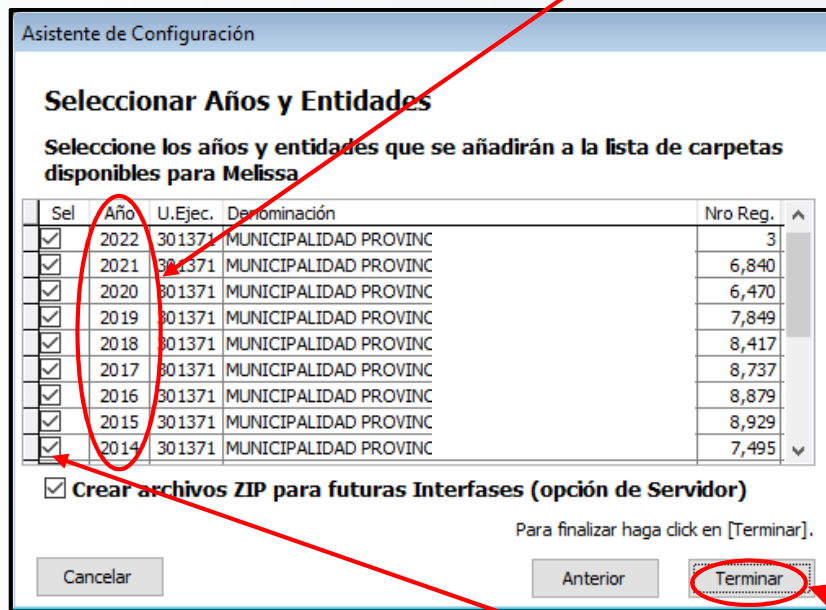 Asistente de Configuración
Seleccionar Años y Entidades
Seleccione los años y entidades que se añadirán a la lista de carpetas
disponibles para Melissa
Sel Año U.Ejec. Denominación Nro Reg.
2022 301371 MUNICIPALIDAD PROVINC 3
2021 301371 MUNICIPALIDAD PROVINC 6,840
2020 301371 MUNICIPALIDAD PROVINC 6,470
2019 301371 MUNICIPALIDAD PROVINC 7,849
2018 301371 MUNICIPALIDAD PROVINC 8,417
2017 301371 MUNICIPALIDAD PROVINC 8,737
2016 301371 MUNICIPALIDAD PROVINC 8,879
2015 301371 MUNICIPALIDAD PROVINC 8,929
2014 301371 MUNICIPALIDAD PROVINC 7,495
Crear archivos ZIP para futuras Interfases (opción de Servidor)
Para finalizar haga click en [Terminar].
Cancelar Anterior Terminar